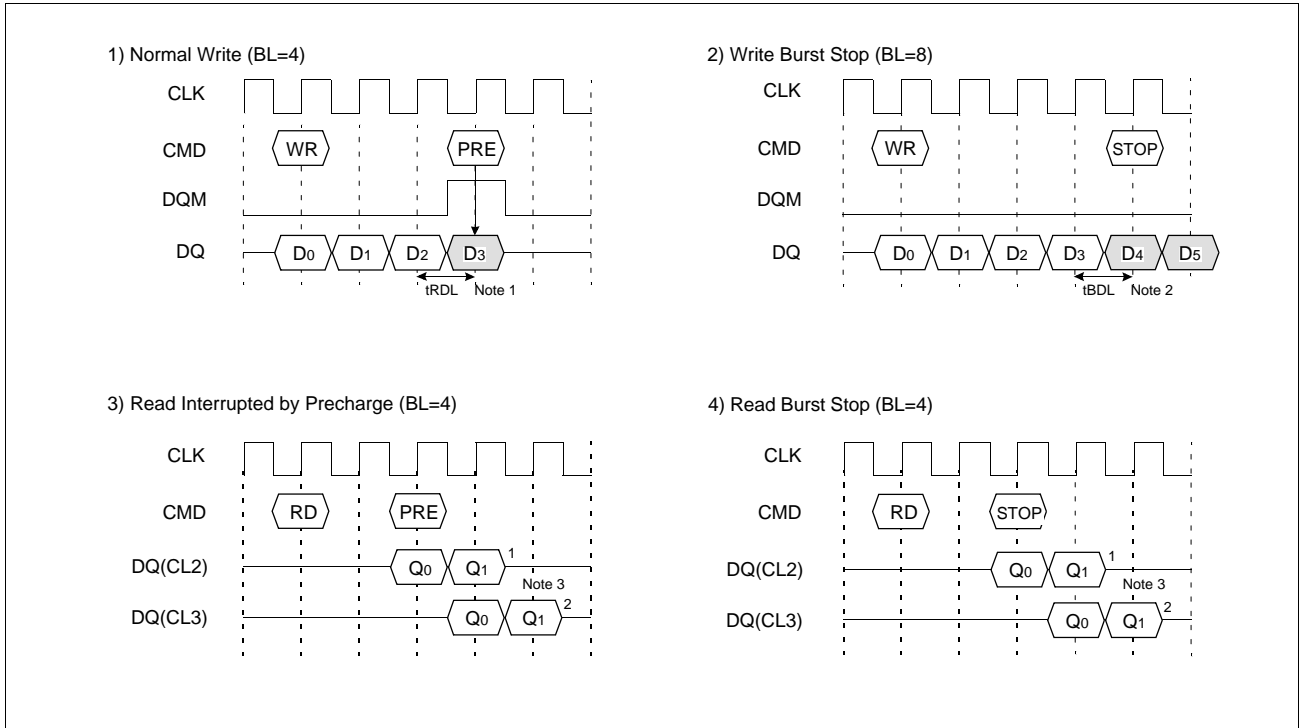 1) Normal Write (BL=4)
CLK
CMD
WR
PRE
DQM
DQ
D0
D1
D2
D3
tRDL
Note 1
2) Write Burst Stop (BL=8)
CLK
CMD
WR
STOP
DQM
DQ
D0
D1
D2
D3
D4
D5
tBDL
Note 2
3) Read Interrupted by Precharge (BL=4)
CLK
CMD
RD
PRE
DQ(CL2)
Q0
Q1
1
Note 3
DQ(CL3)
Q0
Q1
2
4) Read Burst Stop (BL=4)
CLK
CMD
RD
STOP
DQ(CL2)
Q0
Q1
1
Note 3
DQ(CL3)
Q0
Q1
2